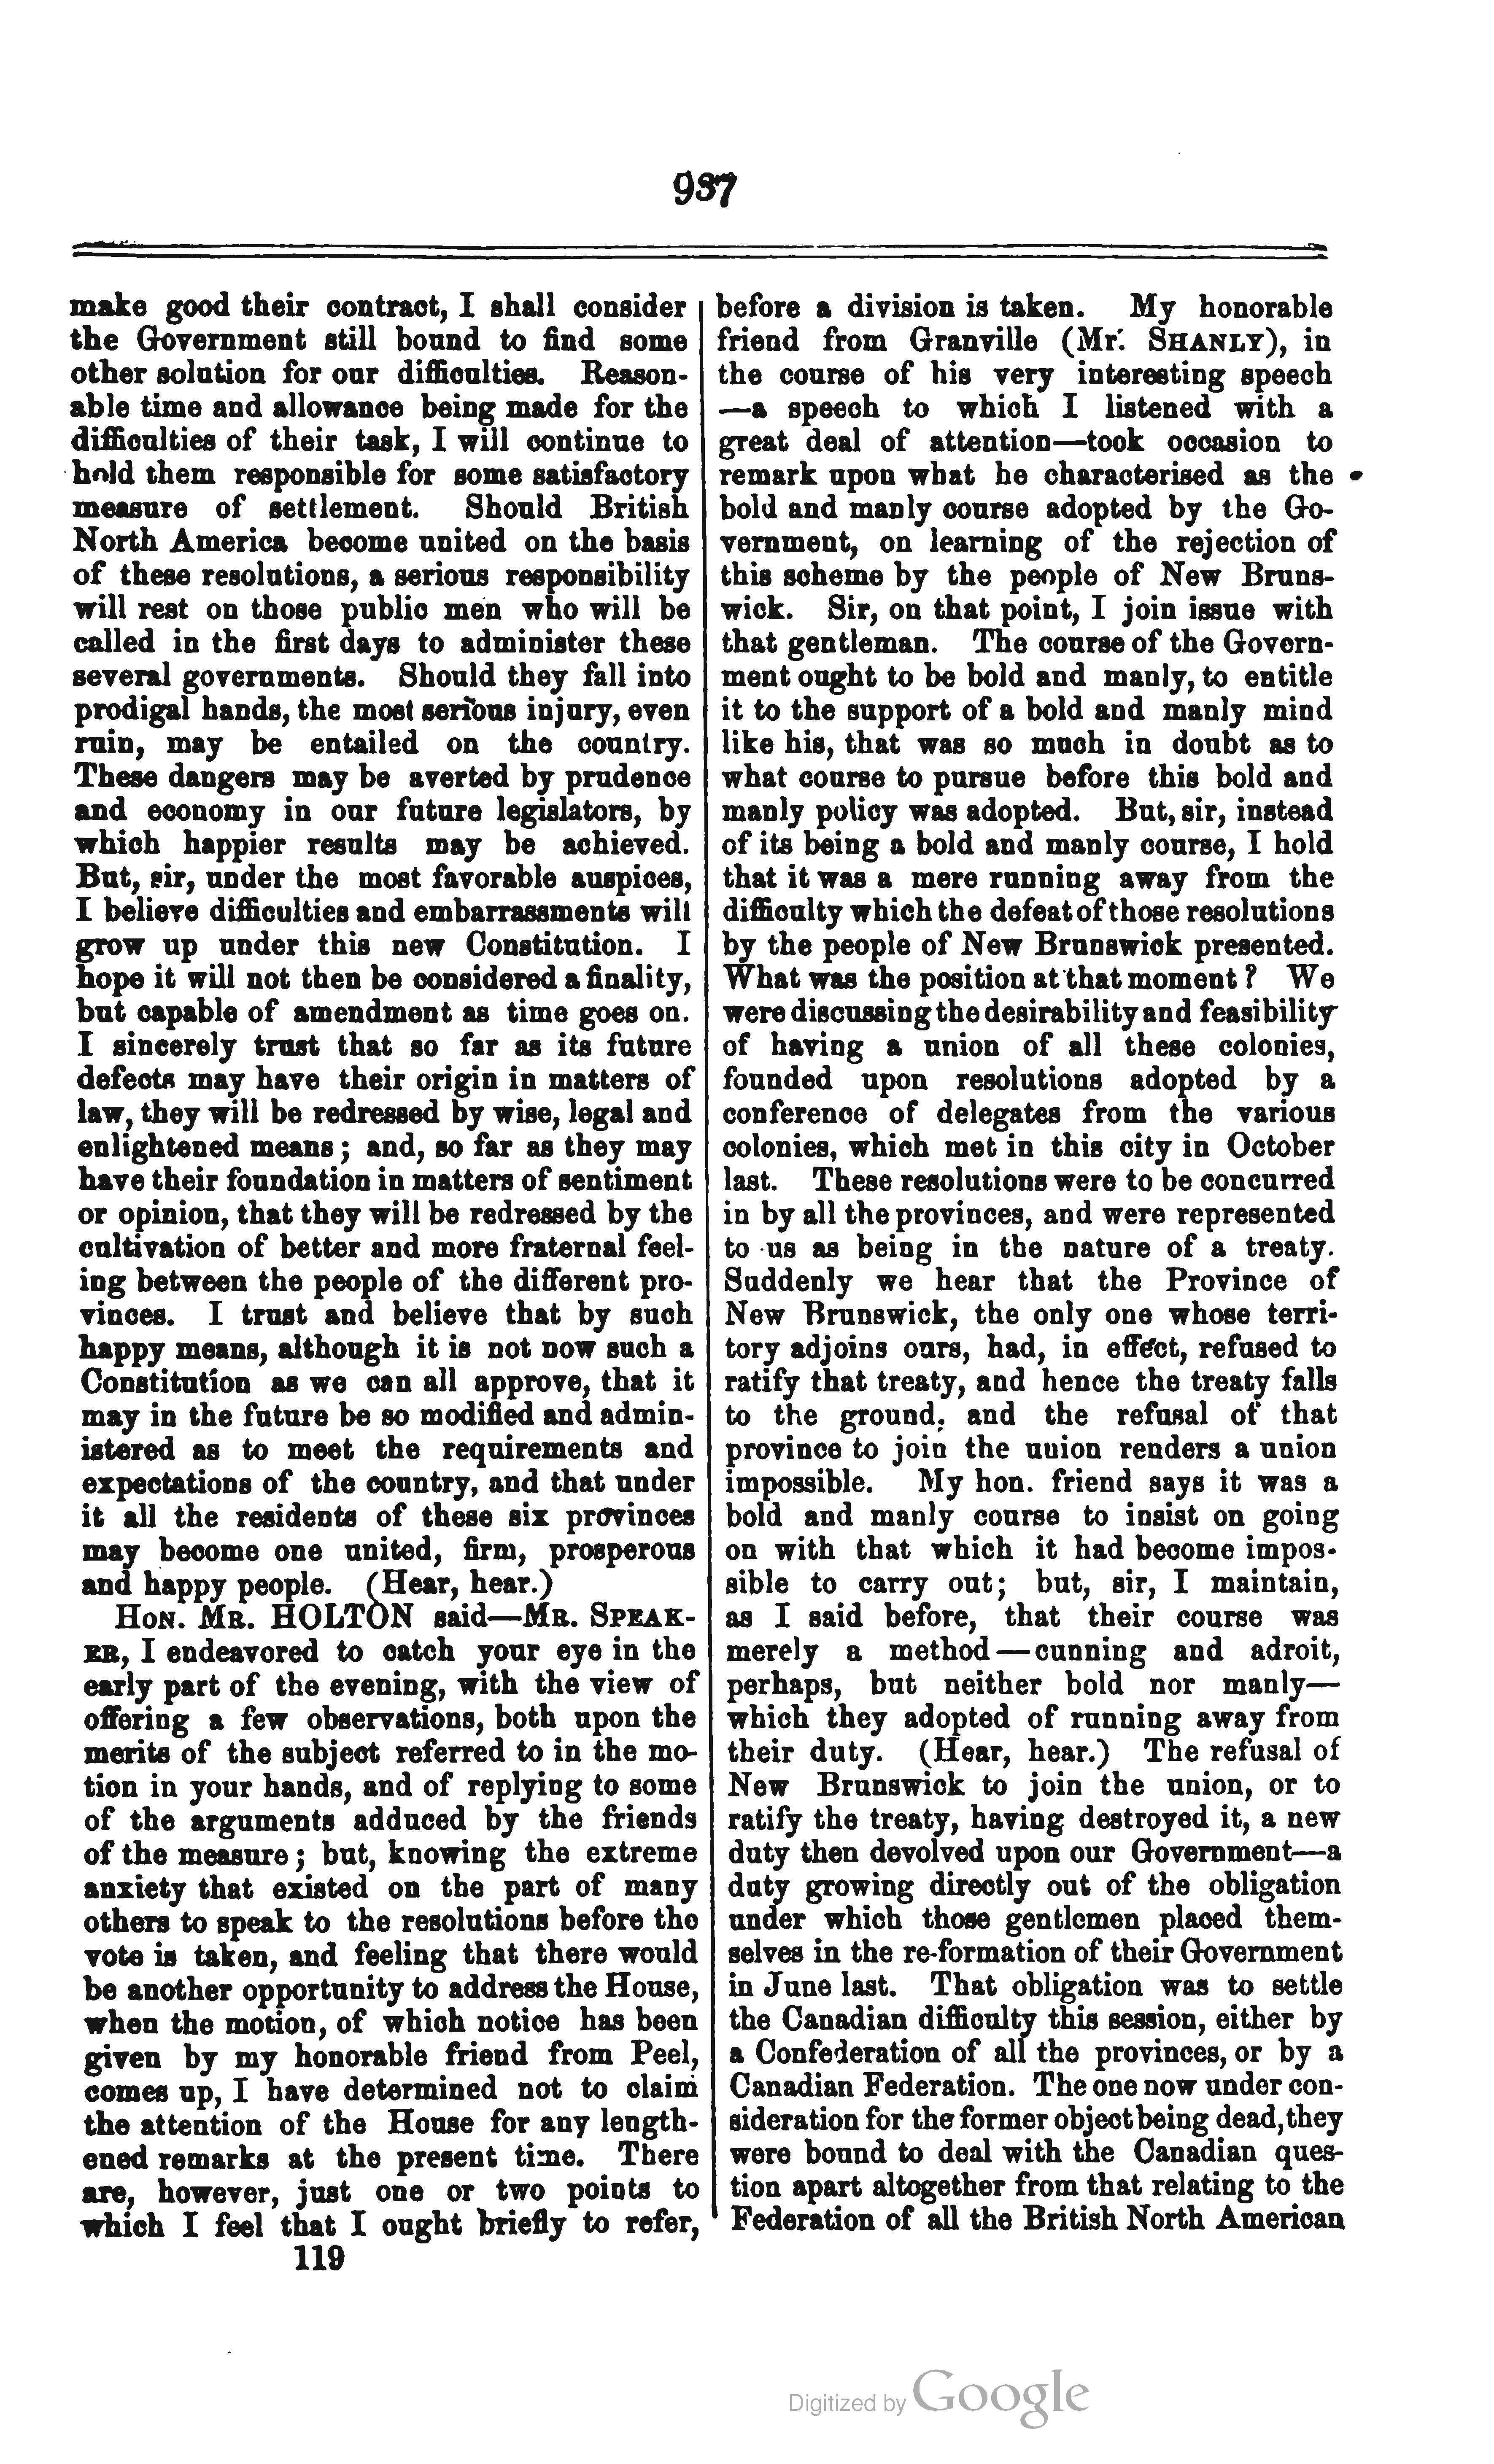 937
make good their contract, I shall consider
the Government still bound to find some
other solution for our difficulties. Reason-
able time and allowance being made for the
difficulties of their task, I will continue to
hold them responsible for some satisfactory
measure of settlement. Should British
North America become united on the basis
of these resolutions, a serious responsibility
will rest on those public men who will be
called in the first days to administer these
several governments. Should they fall into
prodigal hands, the most serious injury, even
ruin, may be entailed on the country.
These dangers may be averted by prudence
and economy in our future legislators, by
which happier results may be achieved.
But, sir, under the most favorable auspices,
I believe difficulties and embarrassments will
grow up under this new Constitution. I
hope it will not then be considered a finality,
but capable of amendment as time goes on.
I sincerely trust that so far as its future
defects may have their origin in matters of
law, they will be redressed by wise, legal and
enlightened means; and, so far as they may
have their foundation in matters of sentiment
or opinion, that they will be redressed by the
cultivation of better and more fraternal feel-
ing between the people of the different pro-
vinces. I trust and believe that by such
happy means, although it is not now such a
Constitution as we can all approve, that it
may in the future be so modified and admin-
istered as to meet the requirements and
expectations of the country, and that under
it all the residents of these six provinces
may become one united, firm, prosperous
and happy people. (Hear, hear.)
HON. MR. HOLTON said—MR. SPEAK-
ER, I endeavored to catch your eye in the
early part of the evening, with the view of
offering a few observations, both upon the
merits of the subject referred to in the mo-
tion in your hands, and of replying to some
of the arguments adduced by the friends
of the measure; but, knowing the extreme
anxiety that existed on the part of many
others to speak to the resolutions before the
vote is taken, and feeling that there would
be another opportunity to address the House,
when the motion, of which notice has been
given by my honorable friend from Peel,
comes up, I have determined not to claim
the attention of the House for any length-
ened remarks at the present time. There
are, however, just one or two points to
which I feel that I ought briefly to refer,
119
before a division is taken. My honorable
friend from Granville (Mr. SHANLY), in
the course of his very interesting speech
—a speech to which I listened with a
great deal of attention—took occasion to
remark upon what he characterised as the
bold and manly course adopted by the Go-
vernment, on learning of the rejection of
this scheme by the people of New Bruns-
wick. Sir, on that point, I join issue with
that gentleman. The course of the Govern-
ment ought to be bold and manly, to entitle
it to the support of a bold and manly mind
like his, that was so much in doubt as to
what course to pursue before this bold and
manly policy was adopted. But, sir, instead
of its being a bold and manly course, I hold
that it was a mere running away from the
difficulty which the defeat of those resolutions
by the people of New Brunswick presented.
What was the position at that moment? We
were discussing the desirability and feasibility
of having a union of all these colonies,
founded upon resolutions adopted by a
conference of delegates from the various
colonies, which met in this city in October
last. These resolutions were to be concurred
in by all the provinces, and were represented
to us as being in the nature of a treaty.
Suddenly we hear that the Province of
New Brunswick, the only one whose terri-
tory adjoins ours, had, in effect, refused to
ratify that treaty, and hence the treaty falls
to the ground; and the refusal of that
province to join the union renders a union
impossible. My hon. friend says it was a
bold and manly course to insist on going
on with that which it had become impos-
sible to carry out; but, sir, I maintain,
as I said before, that their course was
merely a method—cunning and adroit,
perhaps, but neither bold nor manly—
which they adopted of running away from
their duty. (Hear, hear.) The refusal of
New Brunswick to join the union, or to
ratify the treaty, having destroyed it, a new
duty then devolved upon our Government—a
duty growing directly out of the obligation
under which those gentlemen placed them-
selves in the re-formation of their Government
in June last. That obligation was to settle
the Canadian difficulty this session, either by
a Confederation of all the provinces, or by a
Canadian Federation. The one now under con-
sideration for the former object being dead, they
were bound to deal with the Canadian ques-
tion apart altogether from that relating to the
Federation of all the British North American
Digitized by Google